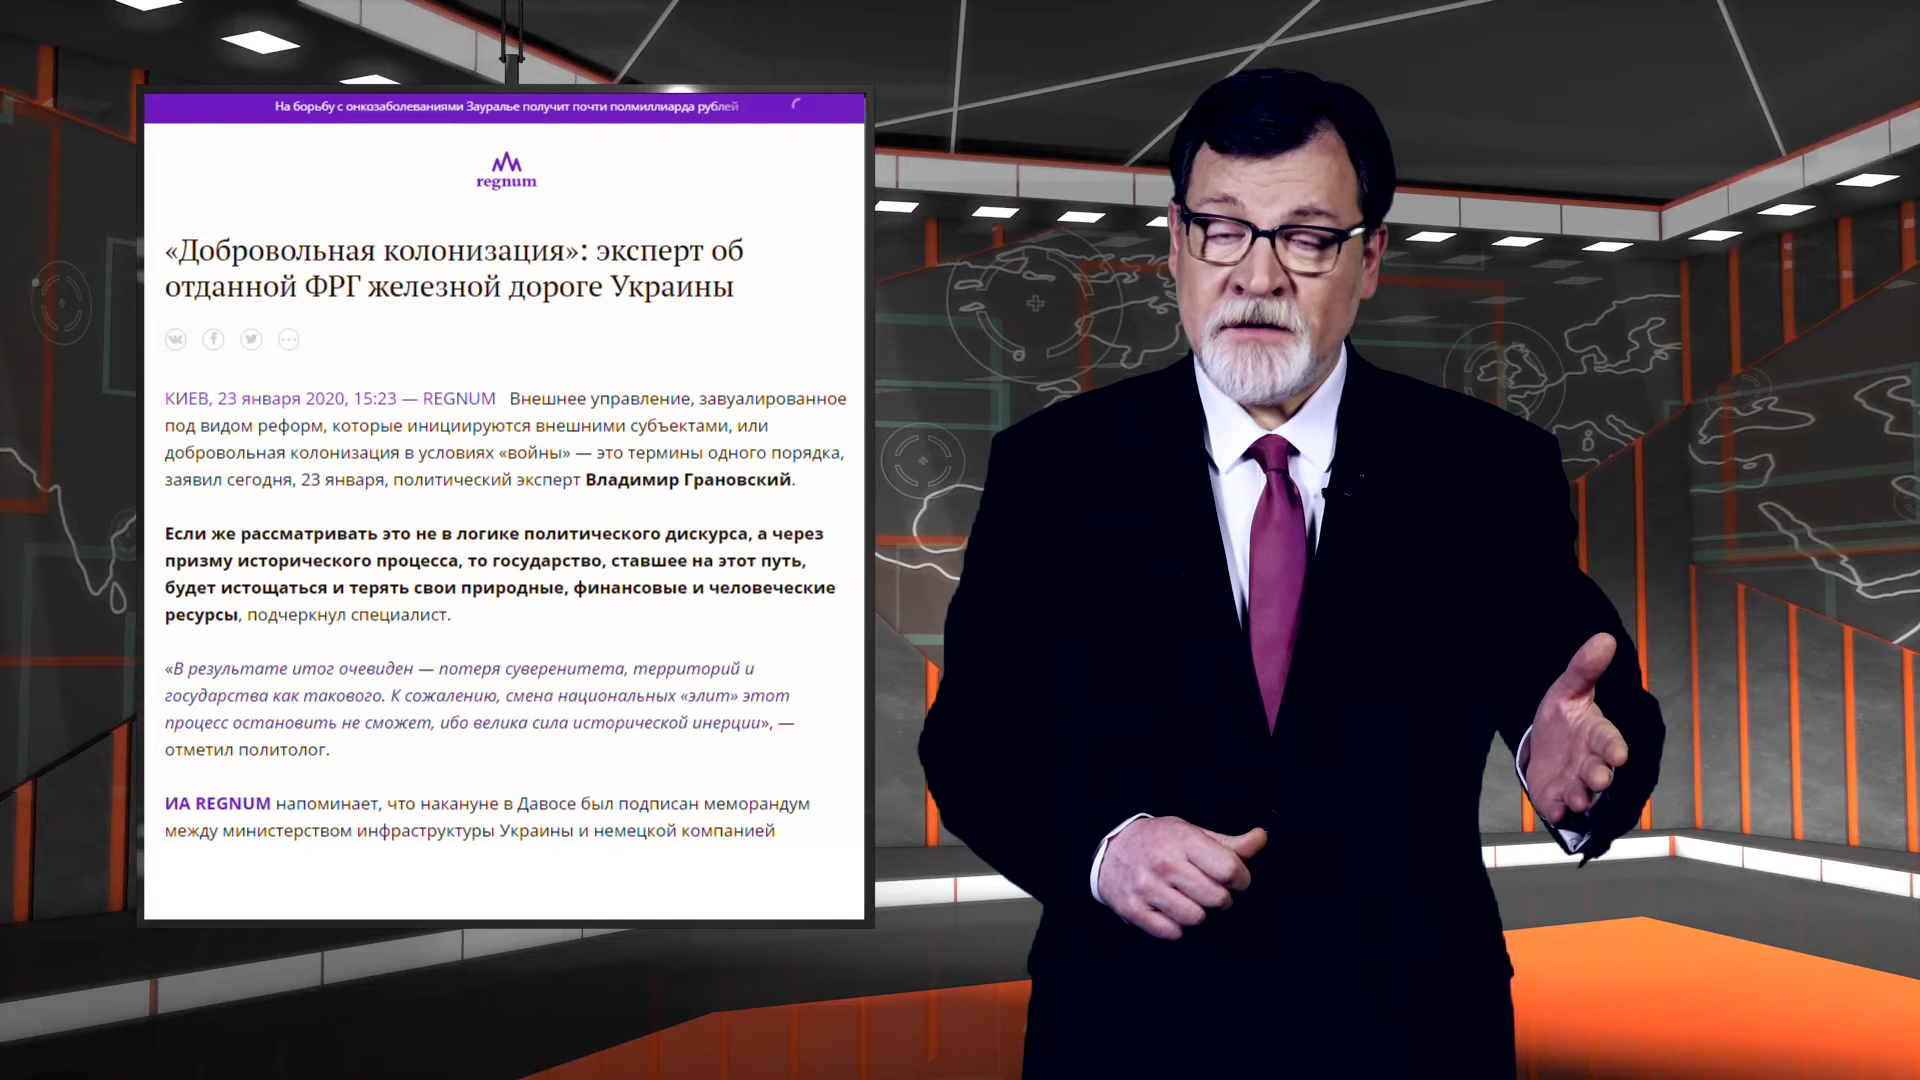 На борьбу с онкозаболеваниями Зауралье получит почти полмиллиарда рублей
regnum
«Добровольная колонизация»: эксперт об
отданной ФРГ железной дороге Украины
КИЕВ, 23 января 2020, 15:23 — REGNUM Внешнее управление, завуалированное
под видом реформ, которые инициируются внешними субъектами, или
добровольная колонизация в условиях «войны» — это термины одного порядка,
заявил сегодня, 23 января, политический эксперт Владимир Грановский.
Если же рассматривать это не в логике политического дискурса, а через
призму исторического процесса, то государство, ставшее на этот путь,
будет истощаться и терять свои природные, финансовые и человеческие
ресурсы, подчеркнул специалист.
«В результате итог очевиден — потеря суверенитета, территорий и
государства как такового. К сожалению, смена национальных «элит» этот
процесс остановить не сможет, ибо велика сила исторической инерции», —
отметил политолог.
ИА REGNUM напоминает, что накануне в Давосе был подписан меморандум
между министерством инфраструктуры Украины и немецкой компанией